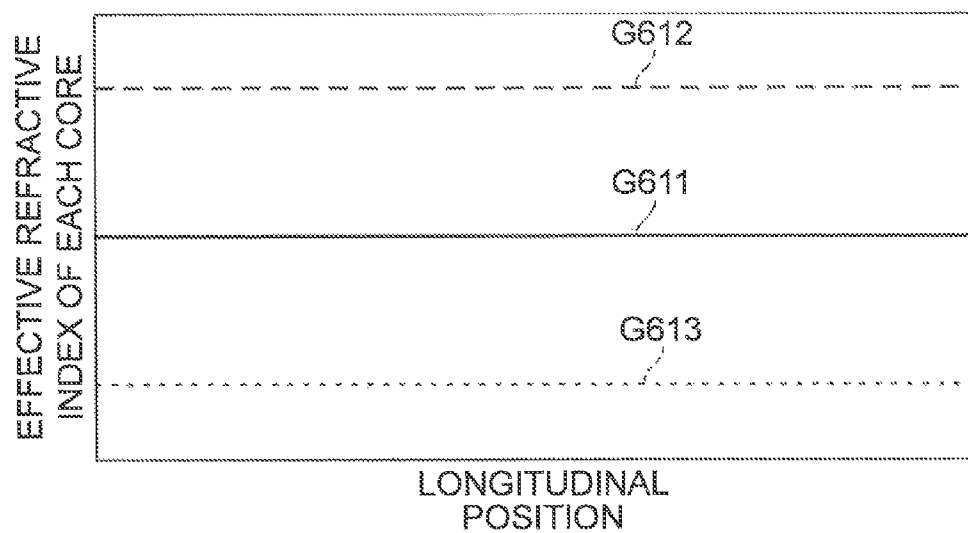 EFFECTIVE REFRACTIVE
INDEX OF EACH CORE
G612
G611
G613
LONGITUDINAL
POSITION